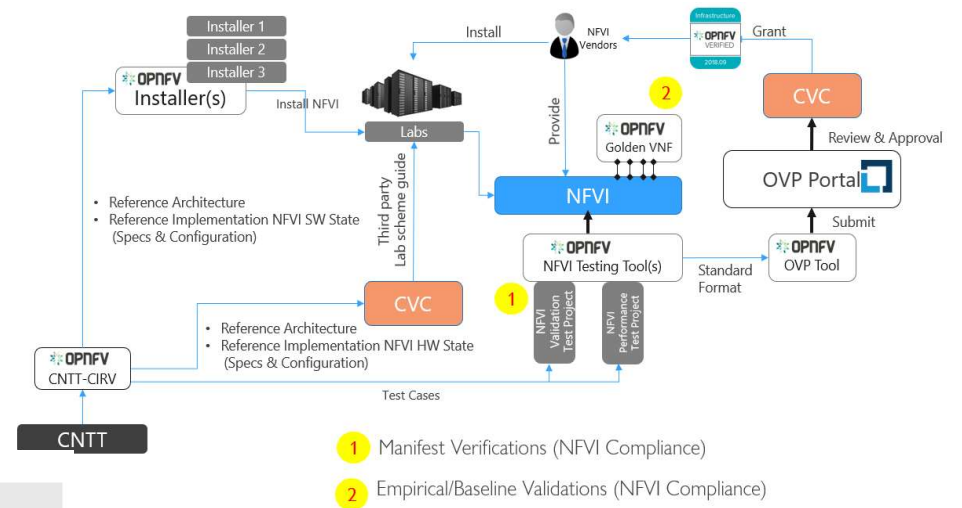 Installer 1
Installer 2
Installer 3
OPNFV
Installer(s)
Install
NFVI
Vendors
Infrastructure
OPNFV
VERIFIED
2018.09
Grant
CVC
Install NFVI
Labs
Provide
2
OPNFV
Golden VNF
Review & Approval
OVP Portal
NFVI
Submit
• Reference Architecture
• Reference Implementation NFVI SW State
(Specs & Configuration)
Third party
Lab scheme guide
OPNFV
NFVI Testing Tool(s)
Standard
Format
OPNFV
OVP Tool
1
NFVI
Validation
Test Project
NFVI
Performance
Test Project
CVC
• Reference Architecture
• Reference Implementation NFVI HW State
(Specs & Configuration)
OPNFV
CNTT-CIRV
Test Cases
CNTT
1 Manifest Verifications (NFVI Compliance)
2 Empirical/Baseline Validations (NFVI Compliance)